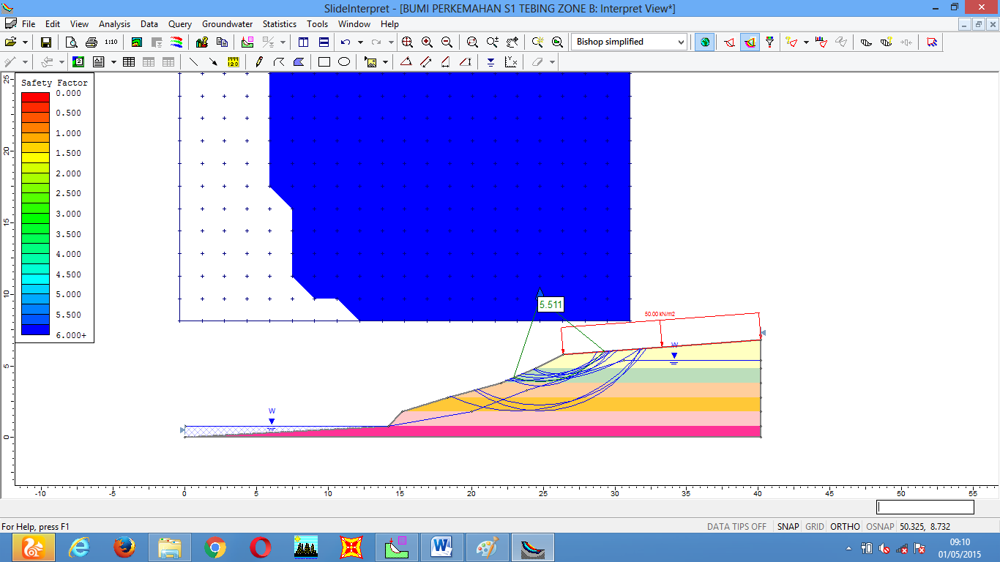 SlideInterpret - [BUMI PERKEMAHAN S1 TEBING ZONE B: Interpret View*]
File Edit View Analysis Data Query Groundwater Statistics Tools Window Help
1:10 Bishop simplified
2 123
Safety Factor
0.000
0.500
1.000
1.500
2.000
2.500
3.000
3.500
4.000
4.500
5.000
5.500
6.000+
25
20
15
10
5
0
5.511
50.00 kN/m2
W
W
-10 -5 0 5 10 15 20 25 30 35 40 45 50 55
For Help, press F1
DATA TIPS OFF SNAP GRID ORTHO OSNAP 50.325, 8.732
09:10
01/05/2015